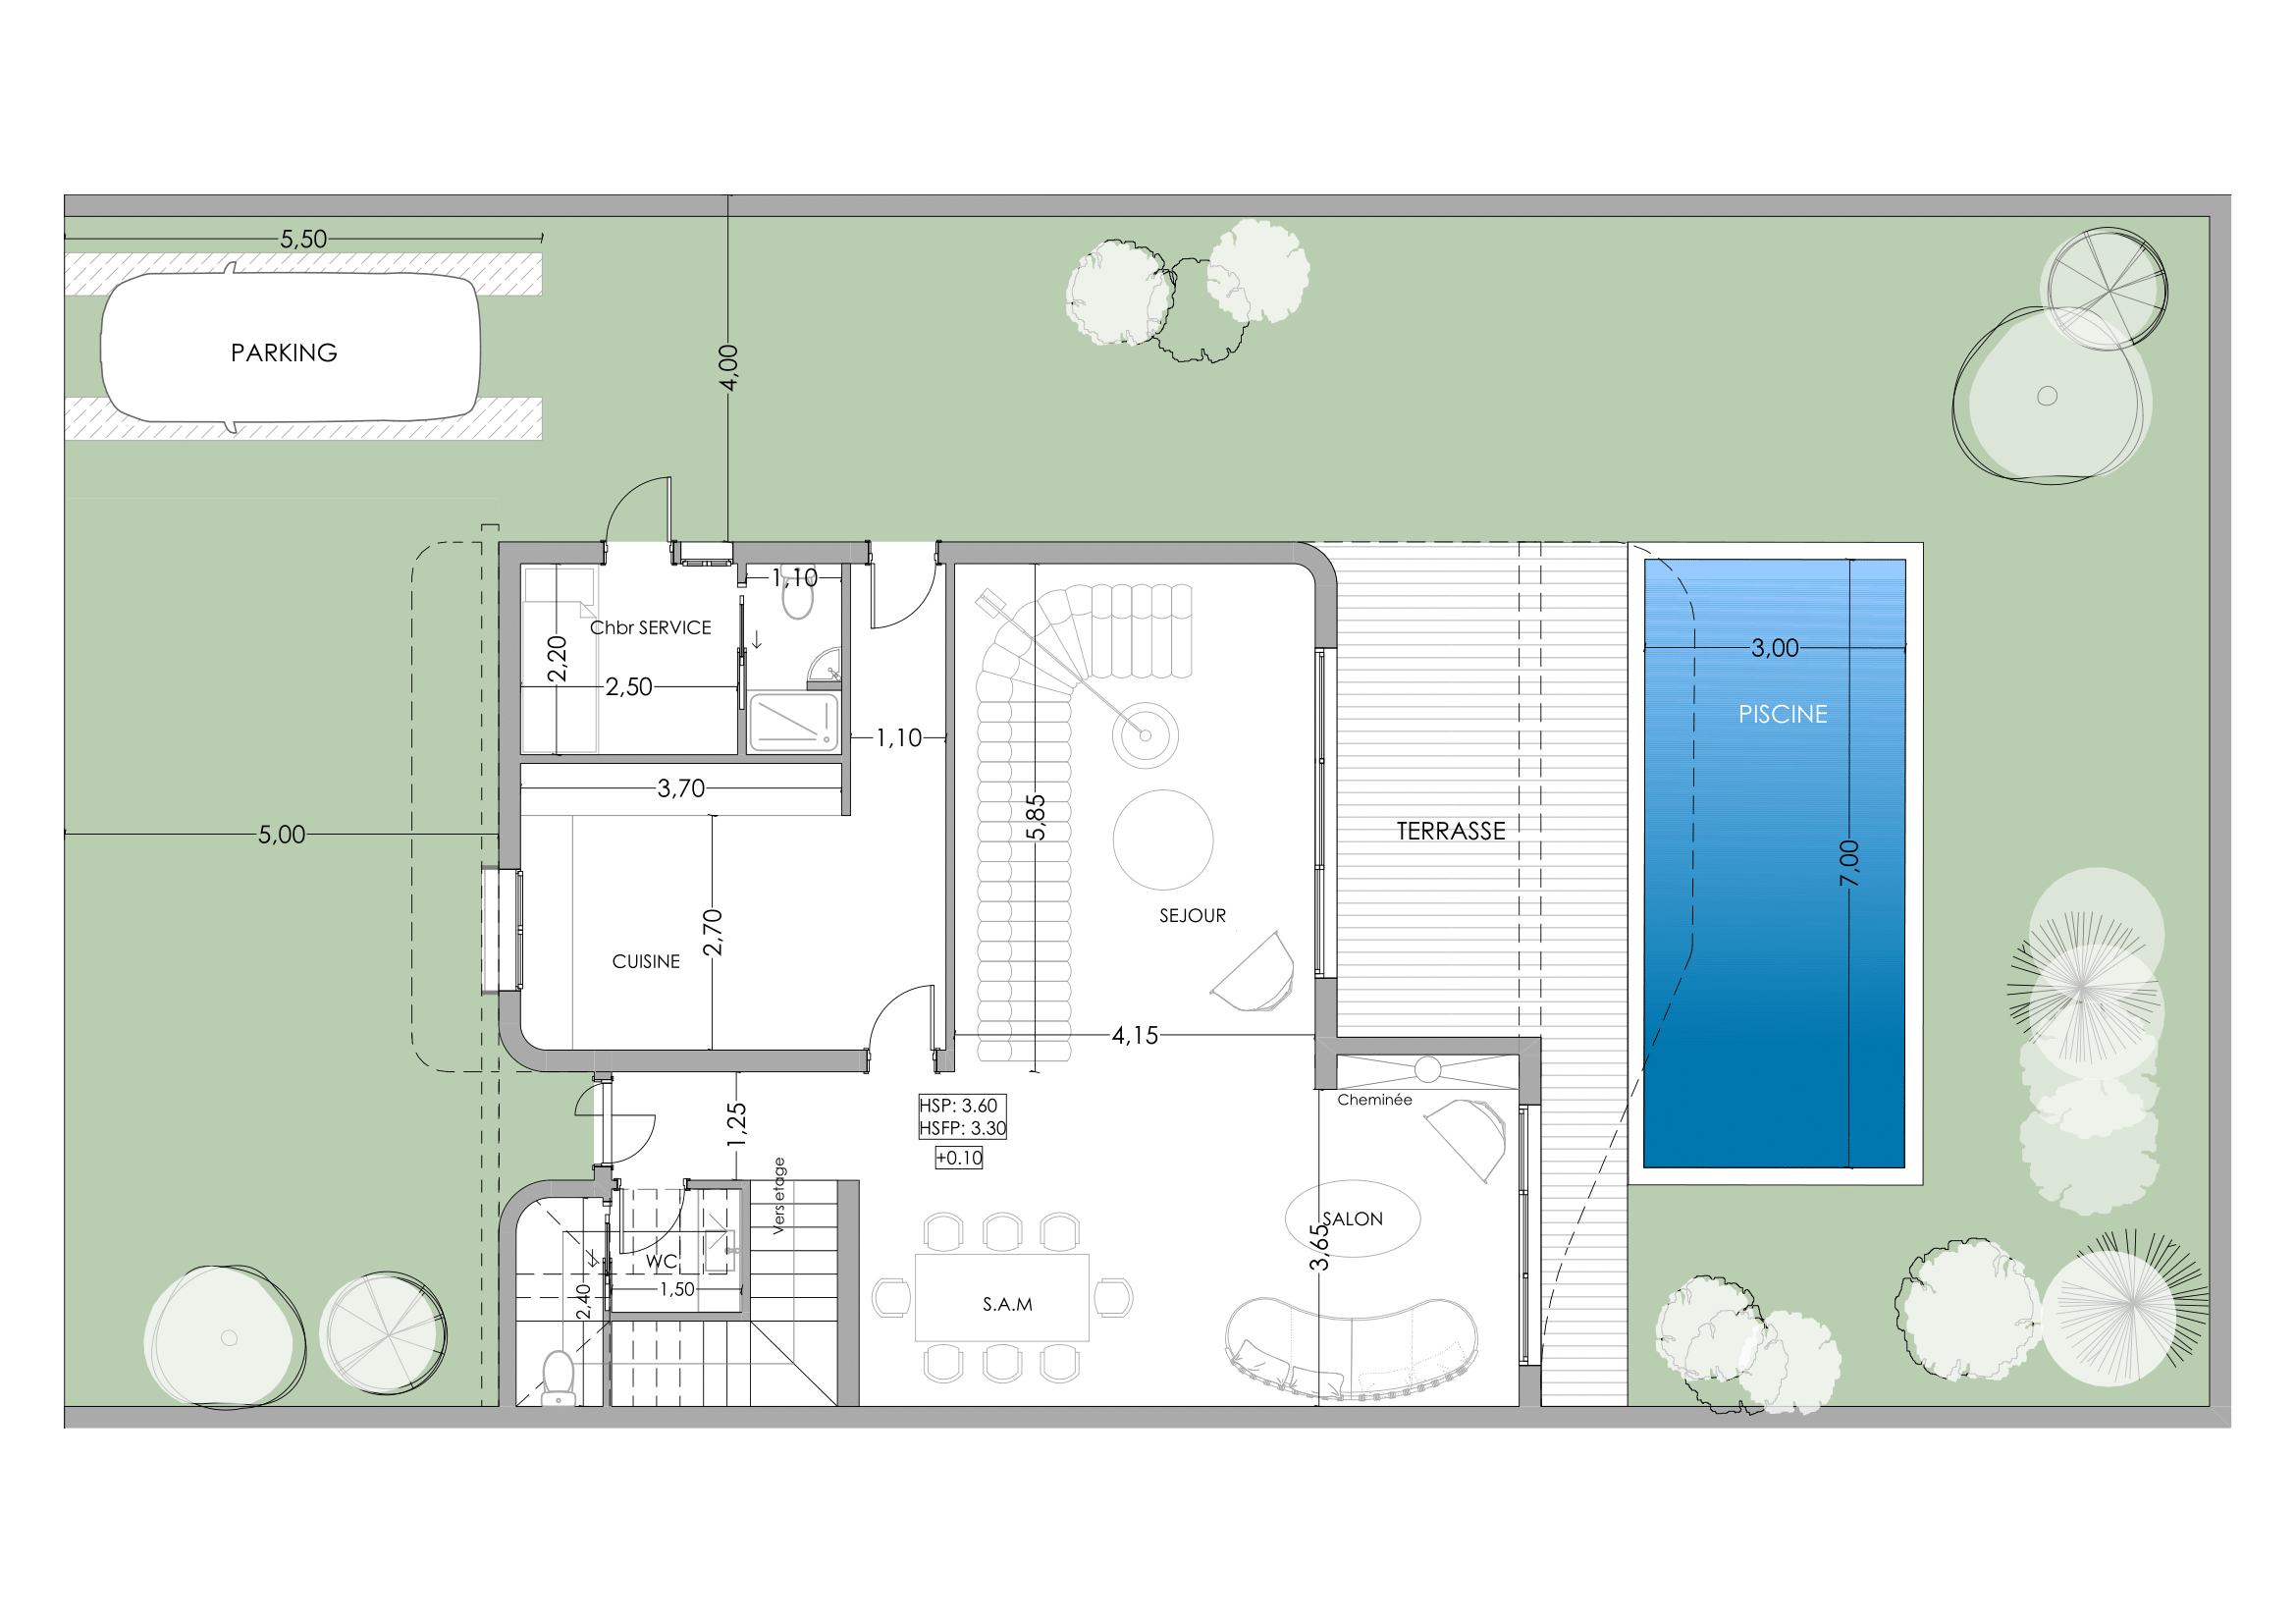 5,50
PARKING
4,00
1,10
Chbr SERVICE
2,20
2,50
3,00
PISCINE
1,10
3,70
5,85
5,00
TERRASSE
7,00
SEJOUR
2,70
CUISINE
4,15
Cheminée
HSP: 3.60
HSFP: 3.30
+0.10
1,25
Vers etage
SALON
3,65
WC
1,50
2,40
S.A.M